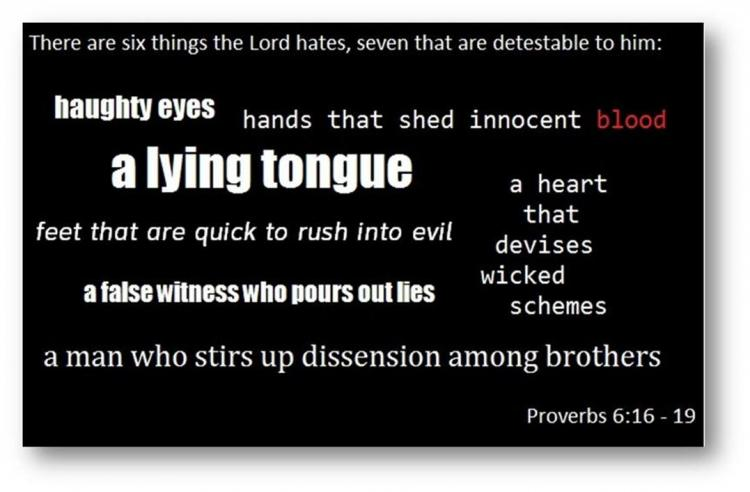 There are six things the Lord hates, seven that are detestable to him:
haughty eyes
hands that shed innocent blood
a lying tongue
a heart
that
devises
wicked
schemes
feet that are quick to rush into evil
a false witness who pours out lies
a man who stirs up dissension among brothers
Proverbs 6:16 - 19